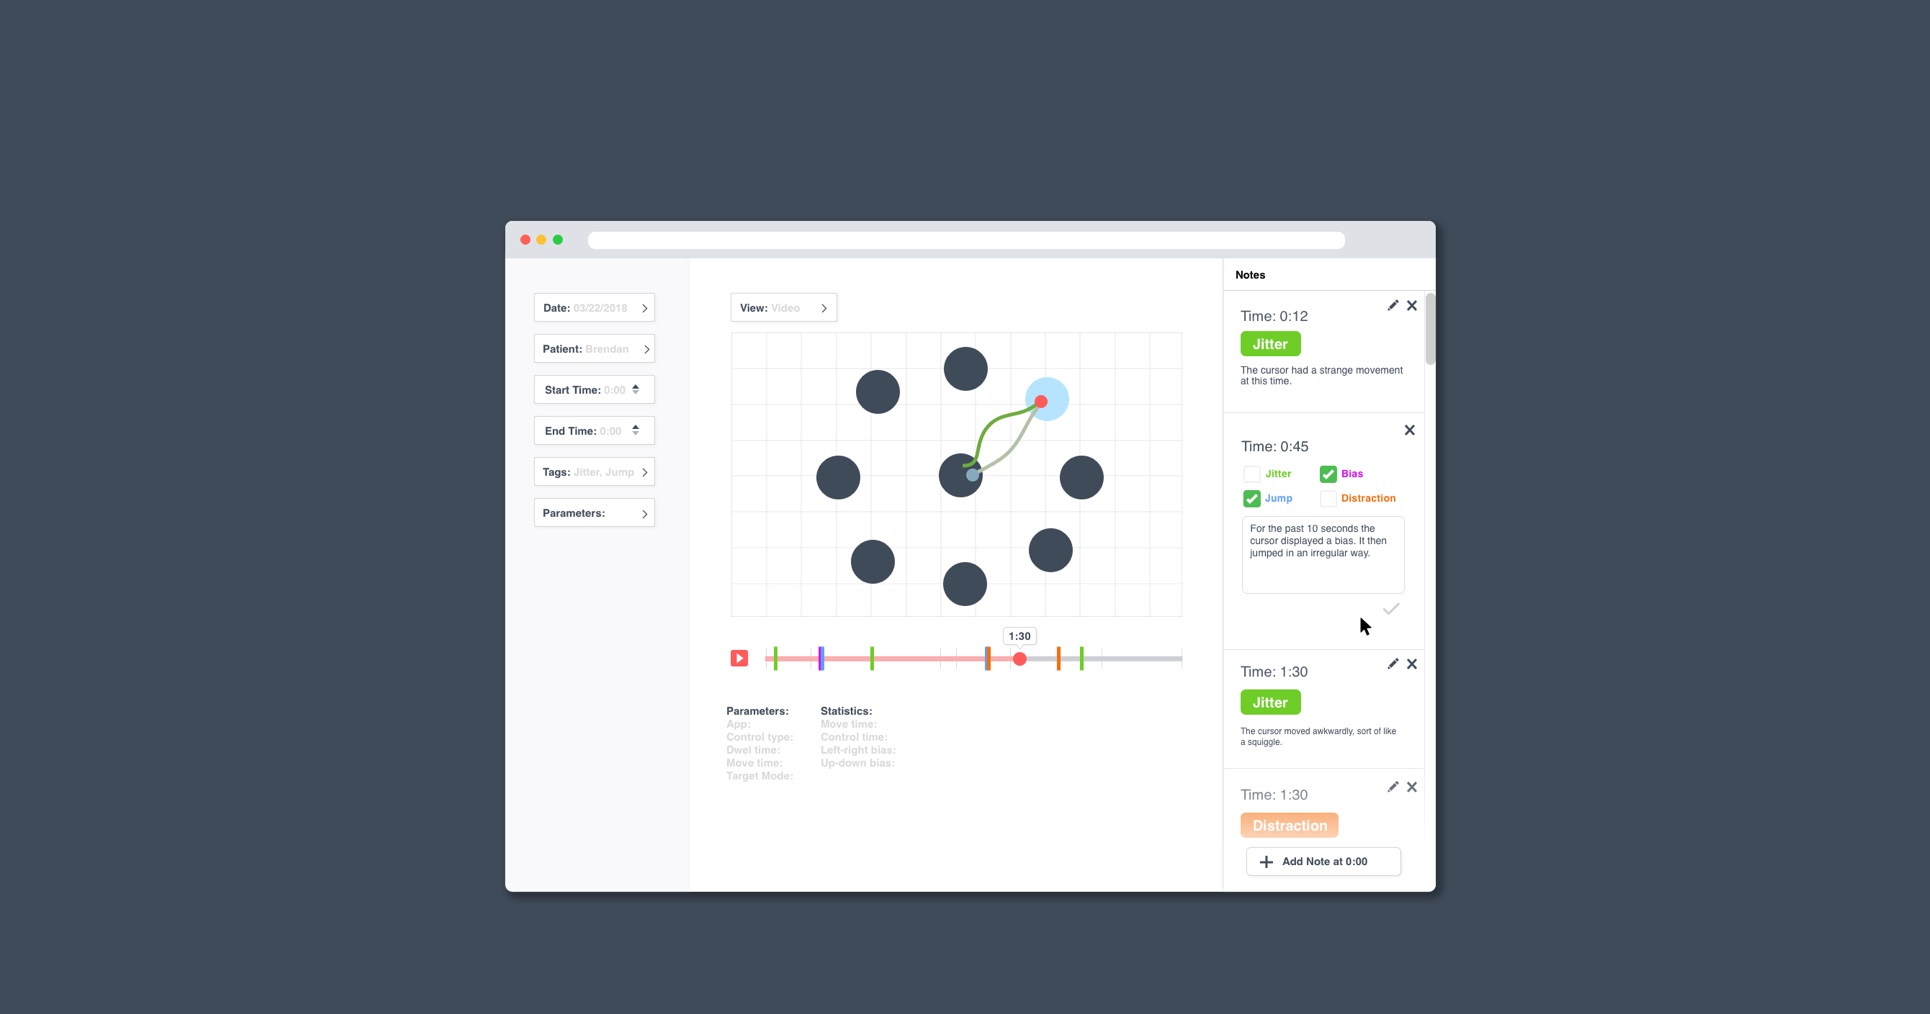 Date: 03/22/2018
Patient: Brendan
Start Time: 0:00
End Time: 0:00
Tags: Jitter, Jump
Parameters:
View: Video
1:30
Parameters:
App:
Control type:
Dwel time:
Move time:
Target Mode:
Statistics:
Move time:
Control time:
Left-right bias:
Up-down bias:
Notes
Time: 0:12
Jitter
The cursor had a strange movement
at this time.
Time: 0:45
Jitter
Bias
Jump
Distraction
For the past 10 seconds the
cursor displayed a bias. It then
jumped in an irregular way.
Time: 1:30
Jitter
The cursor moved awkwardly, sort of like
a squiggle.
Time: 1:30
Distraction
Add Note at 0:00